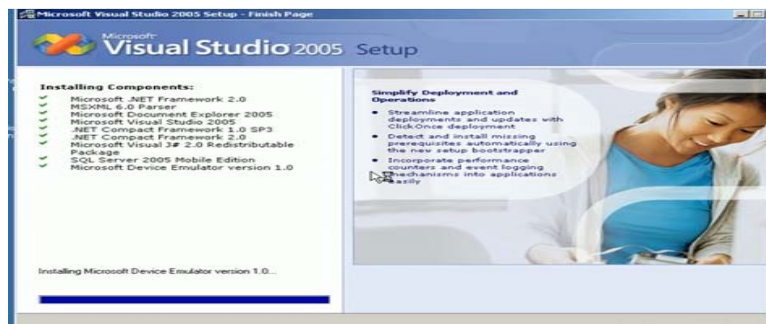 Microsoft Visual Studio 2005 Setup - Finish Page
Microsoft
Visual Studio 2005 Setup
Installing Components:
Microsoft .NET Framework 2.0
MSXML 6.0 Parser
Microsoft Document Explorer 2005
Microsoft Visual Studio 2005
.NET Compact Framework 1.0 SP3
.NET Compact Framework 2.0
Microsoft Visual J# 2.0 Redistributable
Package
SQL Server 2005 Mobile Edition
Microsoft Device Emulator version 1.0
Installing Microsoft Device Emulator version 1.0...
Simplify Deployment and
Operations
Streamline application
deployments and updates with
ClickOnce deployment
Detect and install missing
prerequisites automatically using
the new setup bootstrapper
Incorporate performance
counters and event logging
mechanisms into applications
easily